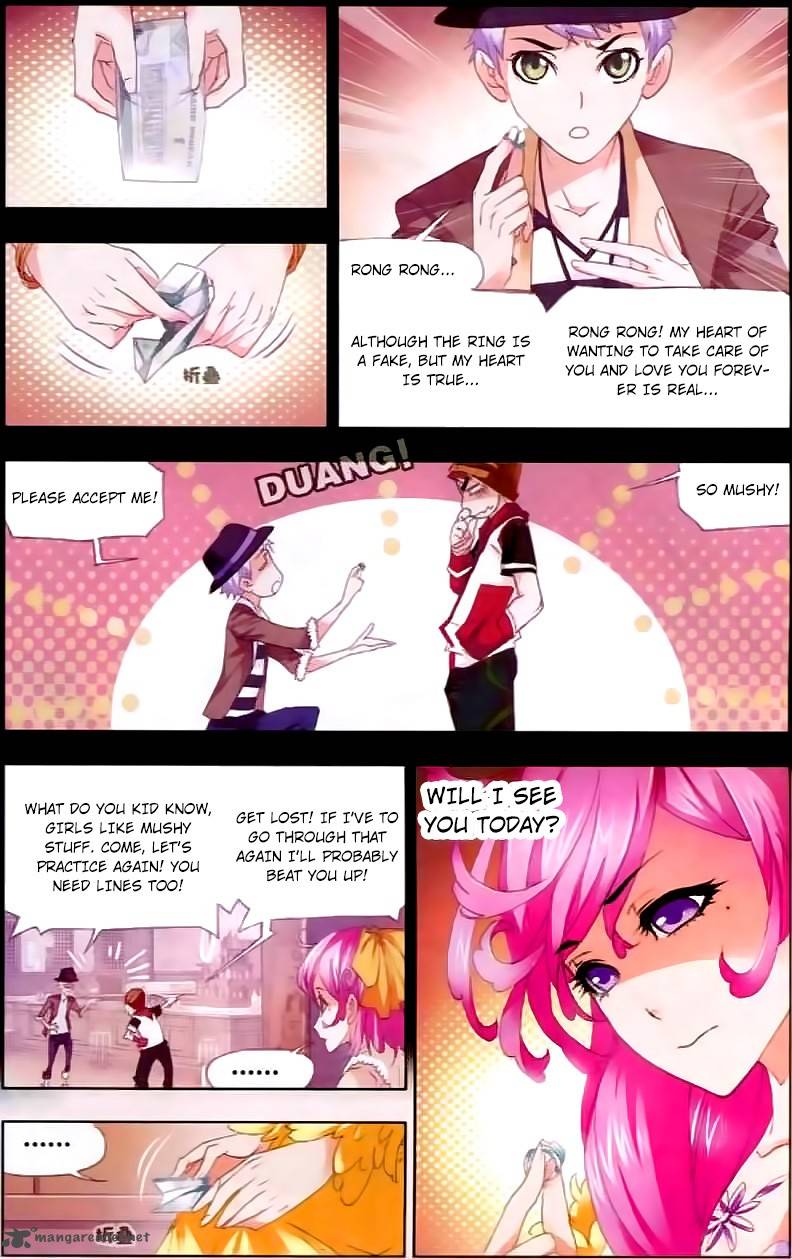 折叠
RONG RONG...
ALTHOUGH THE RING IS
A FAKE, BUT MY HEART
IS TRUE...
RONG RONG! MY HEART OF
WANTING TO TAKE CARE OF
YOU AND LOVE YOU FOREV-
ER IS REAL...
PLEASE ACCEPT ME!
DUANG!
SO MUSHY!
WHAT DO YOU KID KNOW,
GIRLS LIKE MUSHY
STUFF. COME, LET'S
PRACTICE AGAIN! YOU
NEED LINES TOO!
GET LOST! IF I'VE TO
GO THROUGH THAT
AGAIN I'LL PROBABLY
BEAT YOU UP!
......
WILL I SEE
YOU TODAY?
......
折叠